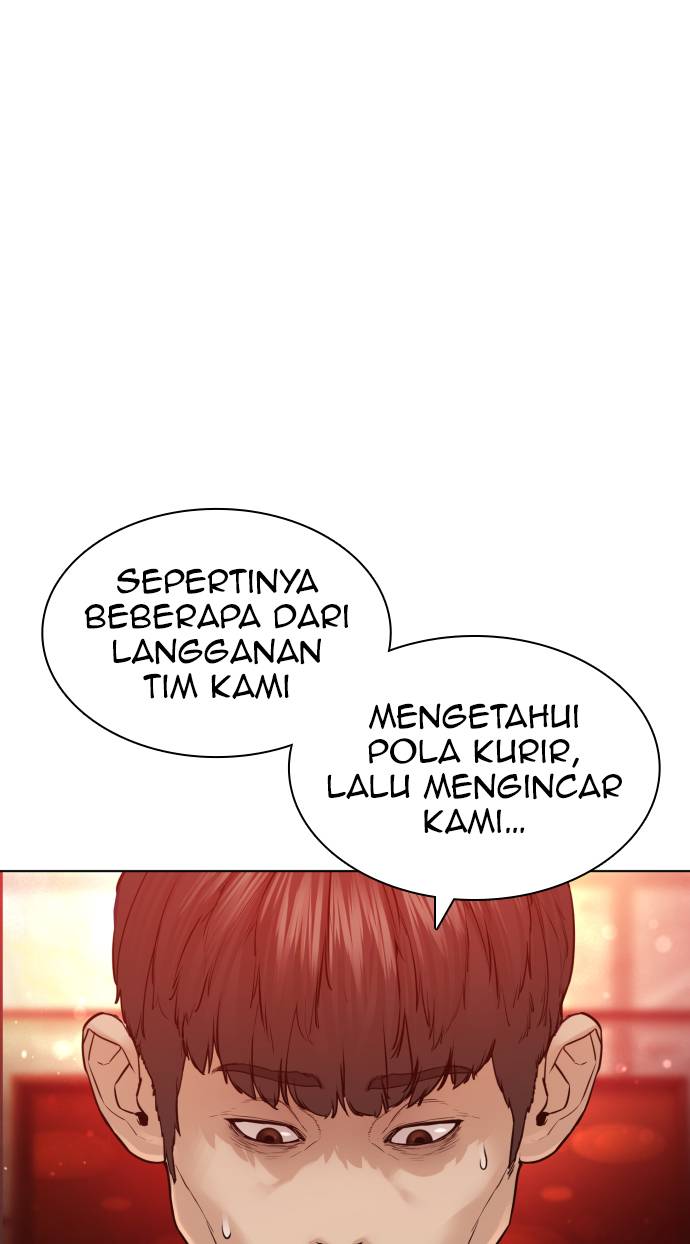 SEPERTINYA
BEBERAPA DARI
LANGGANAN
TIM KAMI
MENGETAHUI
POLA KURIR,
LALU MENGINCAR
KAMI...